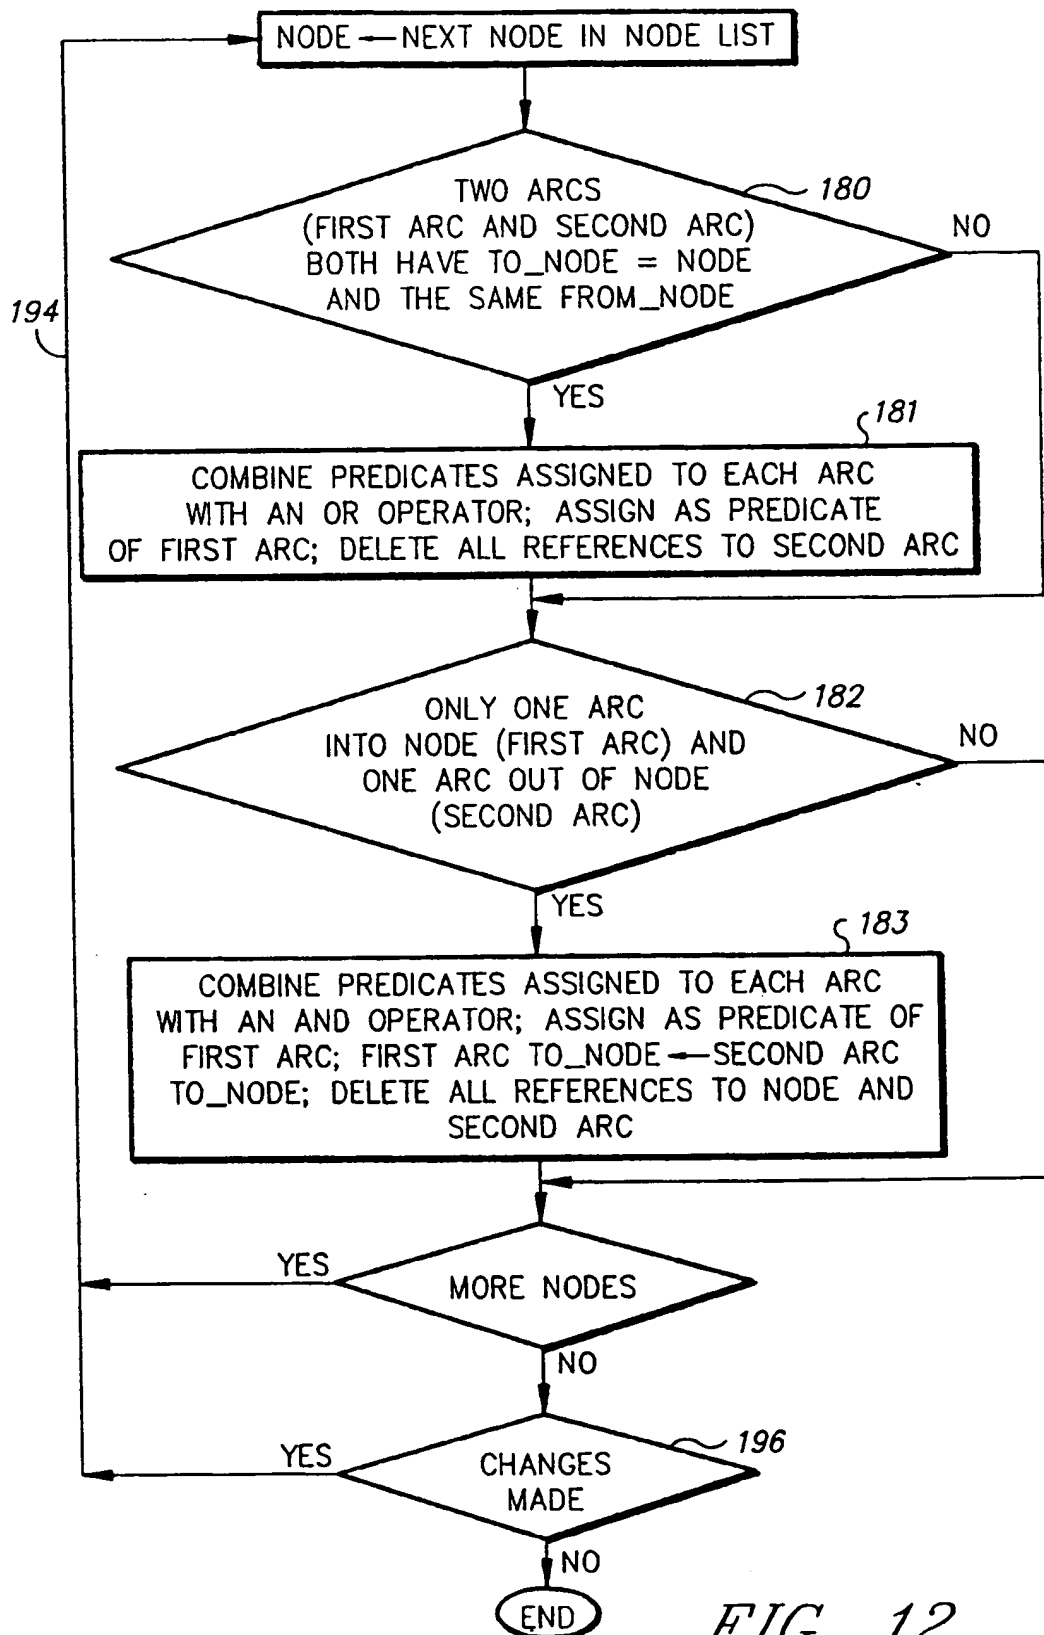 NODE ← NEXT NODE IN NODE LIST
TWO ARCS
(FIRST ARC AND SECOND ARC)
BOTH HAVE TO_NODE = NODE
AND THE SAME FROM_NODE
180
NO
194
YES
181
COMBINE PREDICATES ASSIGNED TO EACH ARC
WITH AN OR OPERATOR; ASSIGN AS PREDICATE
OF FIRST ARC; DELETE ALL REFERENCES TO SECOND ARC
182
ONLY ONE ARC
INTO NODE (FIRST ARC) AND
ONE ARC OUT OF NODE
(SECOND ARC)
NO
YES
183
COMBINE PREDICATES ASSIGNED TO EACH ARC
WITH AN AND OPERATOR; ASSIGN AS PREDICATE OF
FIRST ARC; FIRST ARC TO_NODE ← SECOND ARC
TO_NODE; DELETE ALL REFERENCES TO NODE AND
SECOND ARC
YES
MORE NODES
NO
196
YES
CHANGES
MADE
NO
END
FIG. 12